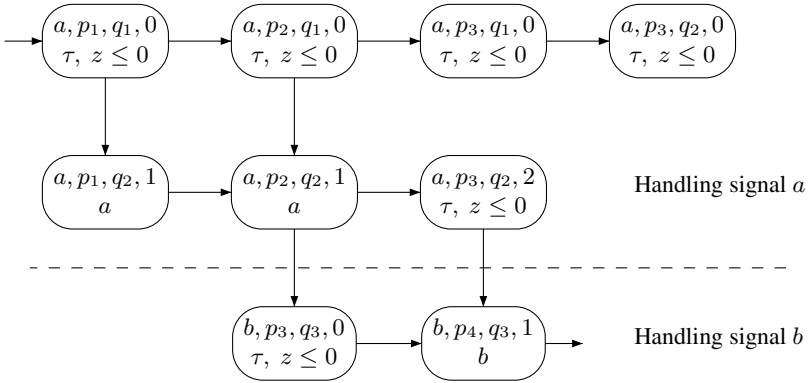 a, p₁, q₁, 0
τ, z ≤ 0
a, p₂, q₁, 0
τ, z ≤ 0
a, p₃, q₁, 0
τ, z ≤ 0
a, p₃, q₂, 0
τ, z ≤ 0
a, p₁, q₂, 1
a
a, p₂, q₂, 1
a
a, p₃, q₂, 2
τ, z ≤ 0
Handling signal a
b, p₃, q₃, 0
τ, z ≤ 0
b, p₄, q₃, 1
b
Handling signal b